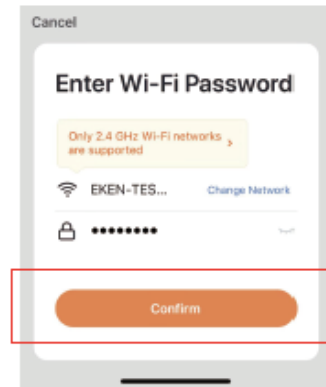 Cancel
Enter Wi-Fi Password
Only 2.4 GHz Wi-Fi networks
are supported
EKEN-TES...
Change Network
••••••••
Confirm